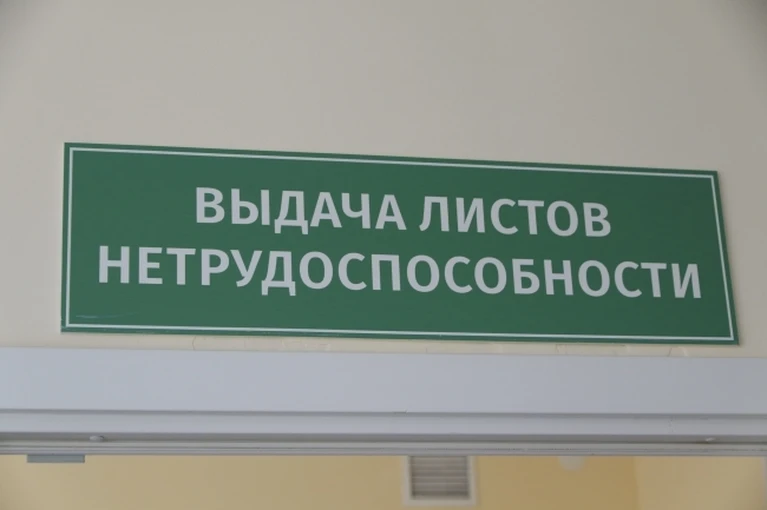 ВЫДАЧА ЛИСТОВ
НЕТРУДОСПОСОБНОСТИ